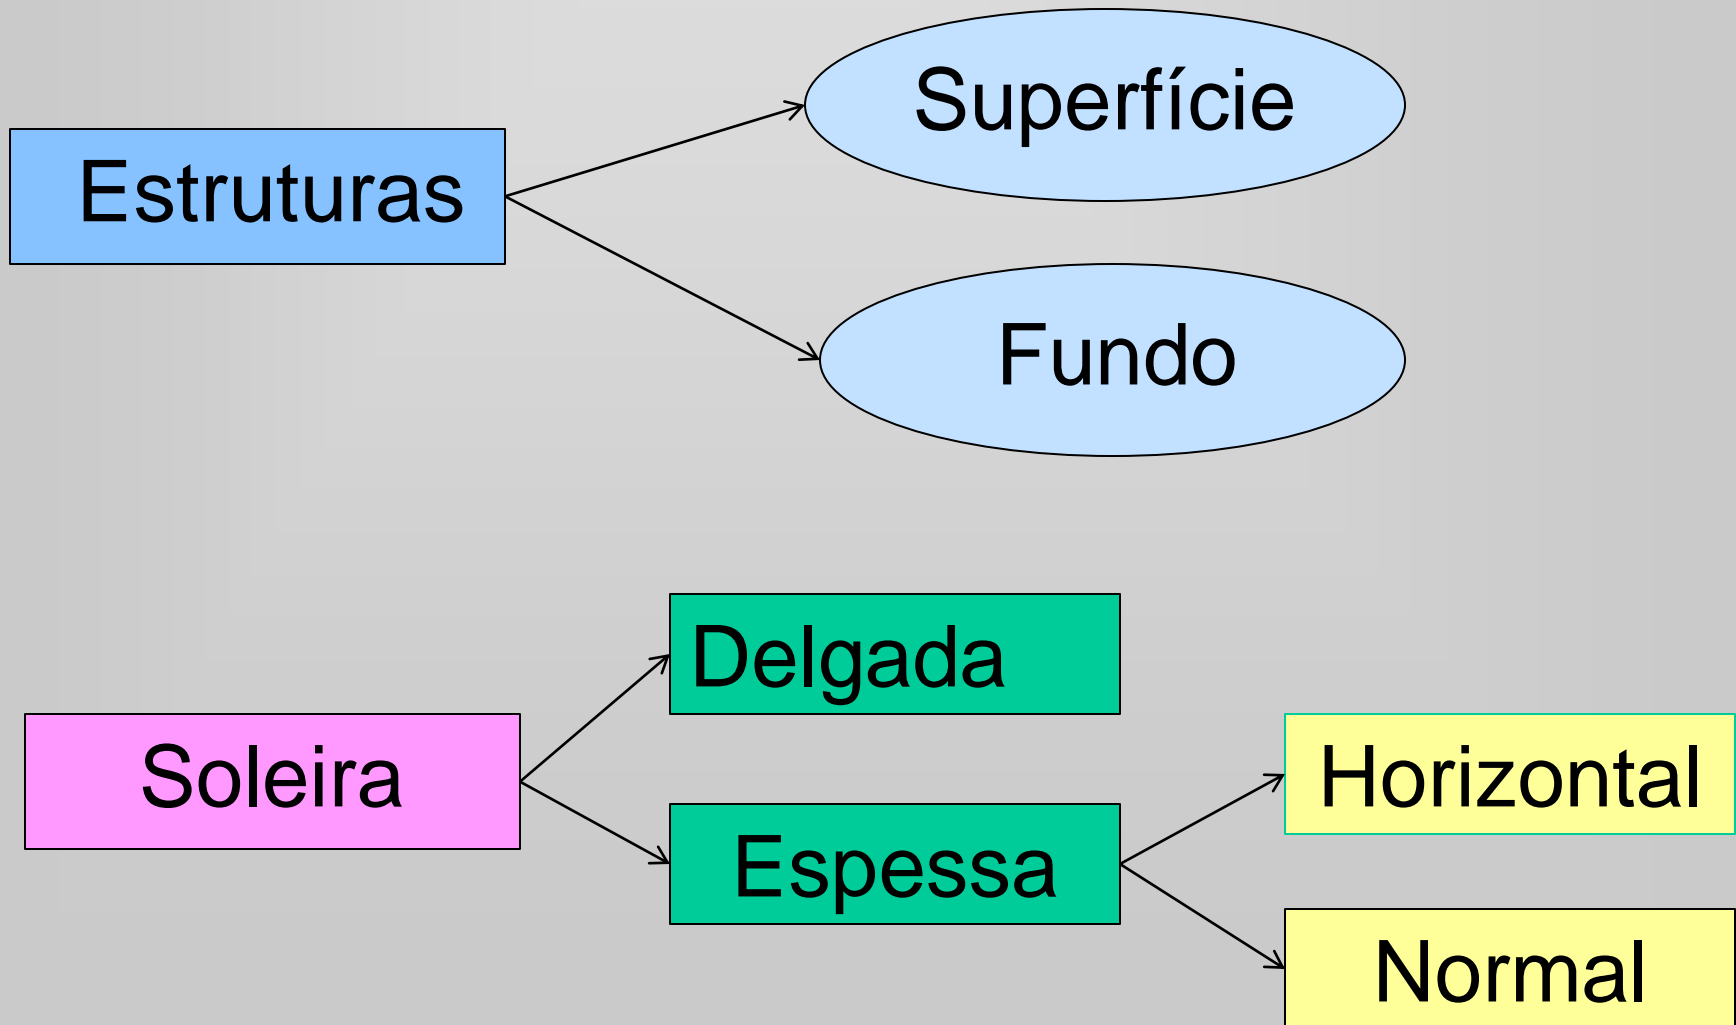 Superfície
Estruturas
Fundo
Delgada
Soleira
Horizontal
Espessa
Normal